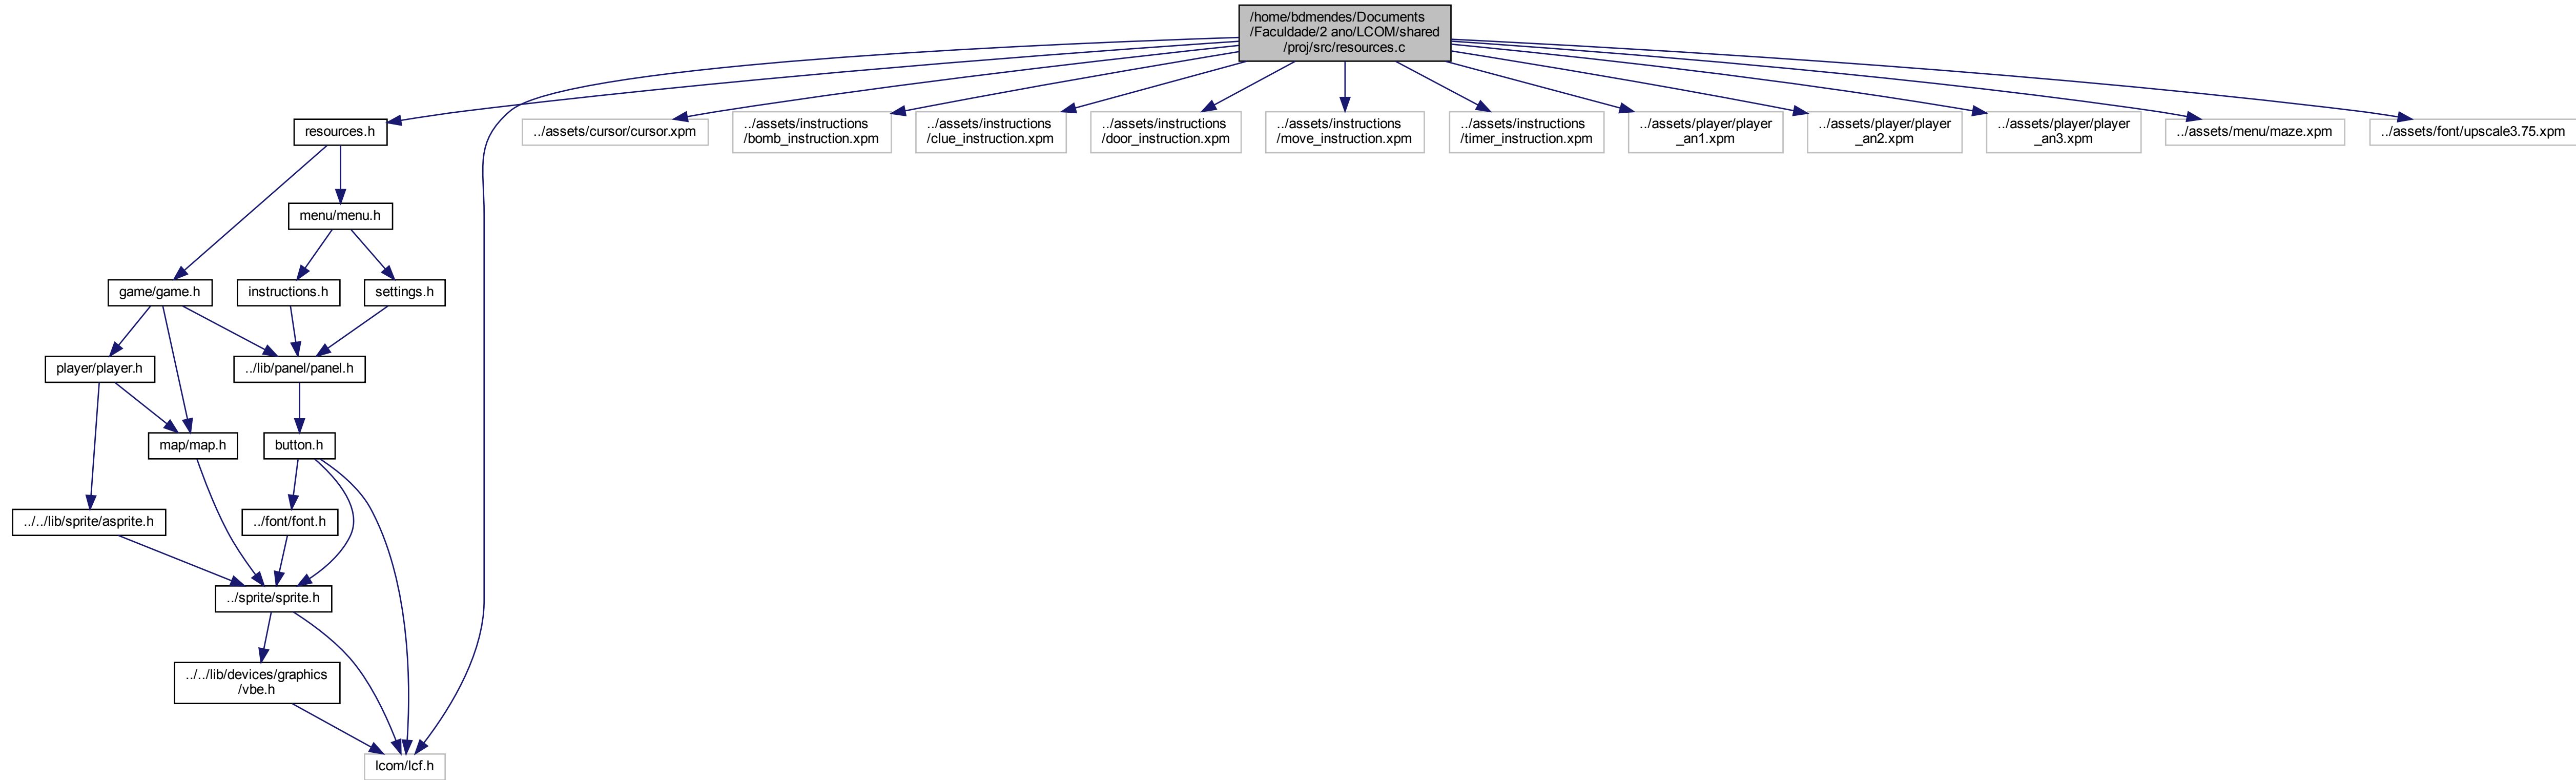 /home/bdmendes/Documents
/Faculdade/2 ano/LCOM/shared
/proj/src/resources.c
resources.h
../assets/cursor/cursor.xpm
../assets/instructions
/bomb_instruction.xpm
../assets/instructions
/clue_instruction.xpm
../assets/instructions
/door_instruction.xpm
../assets/instructions
/move_instruction.xpm
../assets/instructions
/timer_instruction.xpm
../assets/player/player
_an1.xpm
../assets/player/player
_an2.xpm
../assets/player/player
_an3.xpm
../assets/menu/maze.xpm
../assets/font/upscale3.75.xpm
menu/menu.h
game/game.h
instructions.h
settings.h
player/player.h
../lib/panel/panel.h
map/map.h
button.h
../../lib/sprite/asprite.h
../font/font.h
../sprite/sprite.h
../../lib/devices/graphics
/vbe.h
lcom/lcf.h